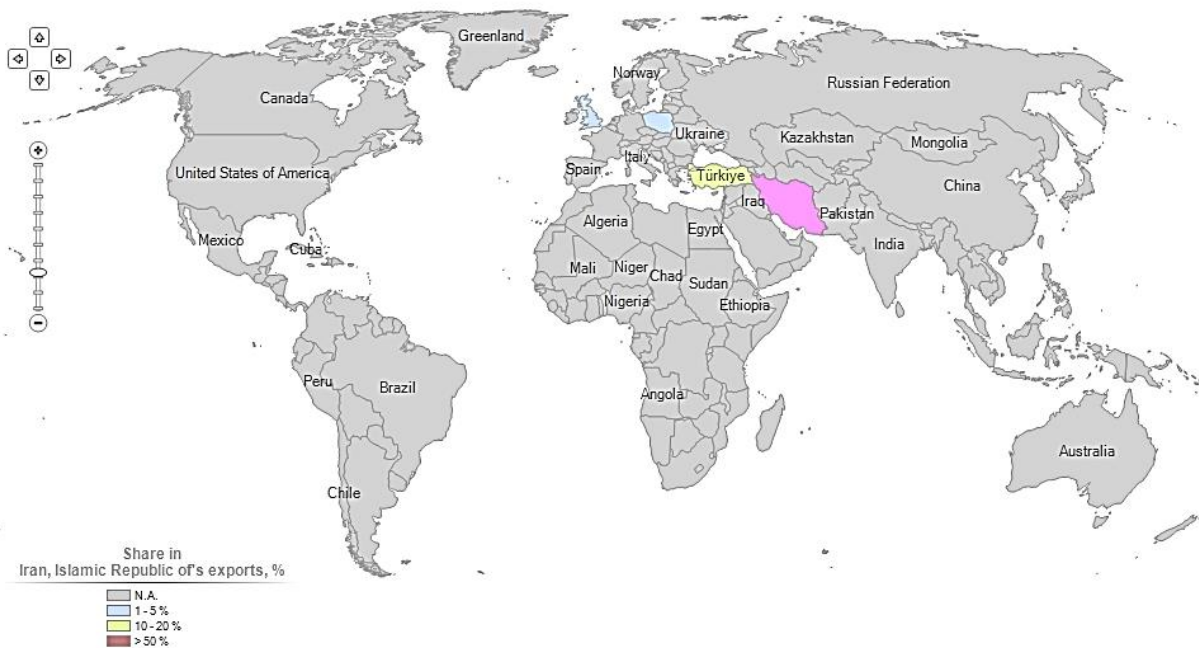 Greenland
Norway
Russian Federation
Canada
Ukraine
Kazakhstan
Mongolia
Italy
Spain
United States of America
Türkiye
China
Iraq
Pakistan
Algeria
Egypt
India
Mexico
Cuba
Mali
Niger
Chad
Sudan
Nigeria
Ethiopia
Peru
Brazil
Angola
Australia
Chile
Share in
Iran, Islamic Republic of's exports, %
N.A.
1-5%
10-20%
>50%